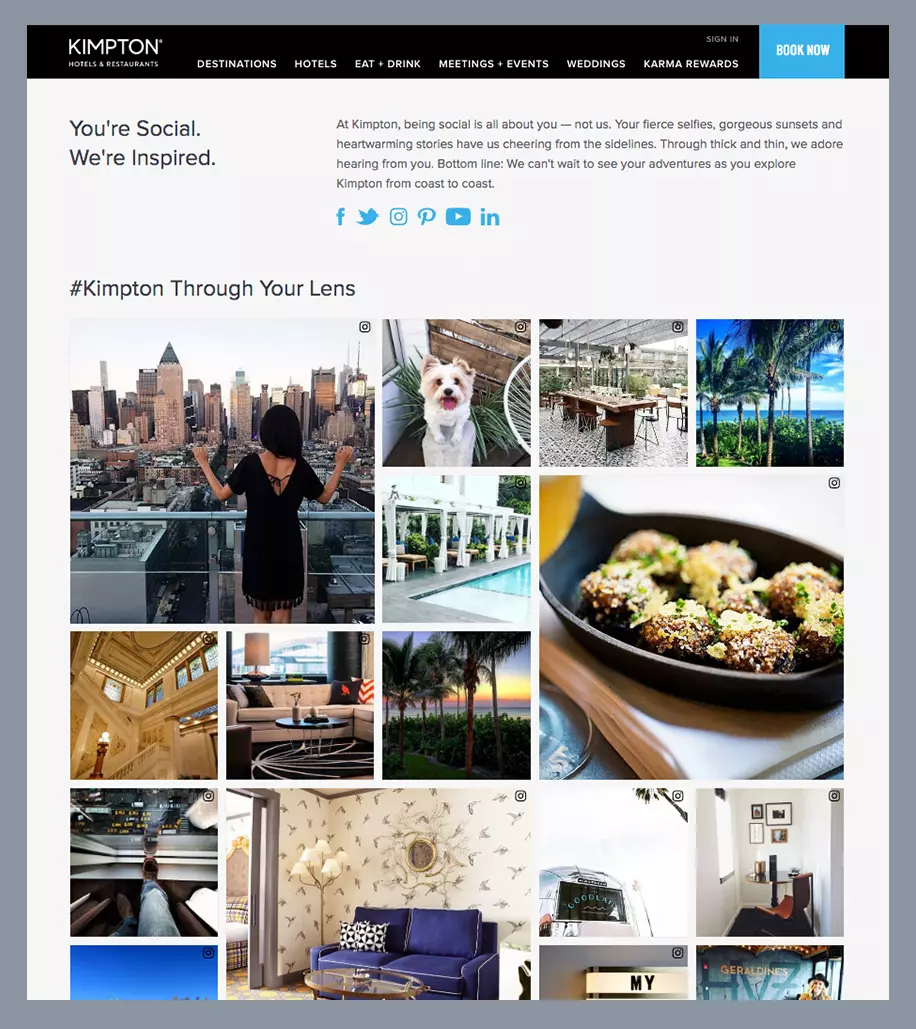 KIMPTON®
HOTELS & RESTAURANTS
SIGN IN
DESTINATIONS HOTELS EAT + DRINK MEETINGS + EVENTS WEDDINGS KARMA REWARDS
BOOK NOW
You're Social.
We're Inspired.
At Kimpton, being social is all about you — not us. Your fierce selfies, gorgeous sunsets and
heartwarming stories have us cheering from the sidelines. Through thick and thin, we adore
hearing from you. Bottom line: We can't wait to see your adventures as you explore
Kimpton from coast to coast.
#Kimpton Through Your Lens
GOODLAND
MY
GERALDINE'S